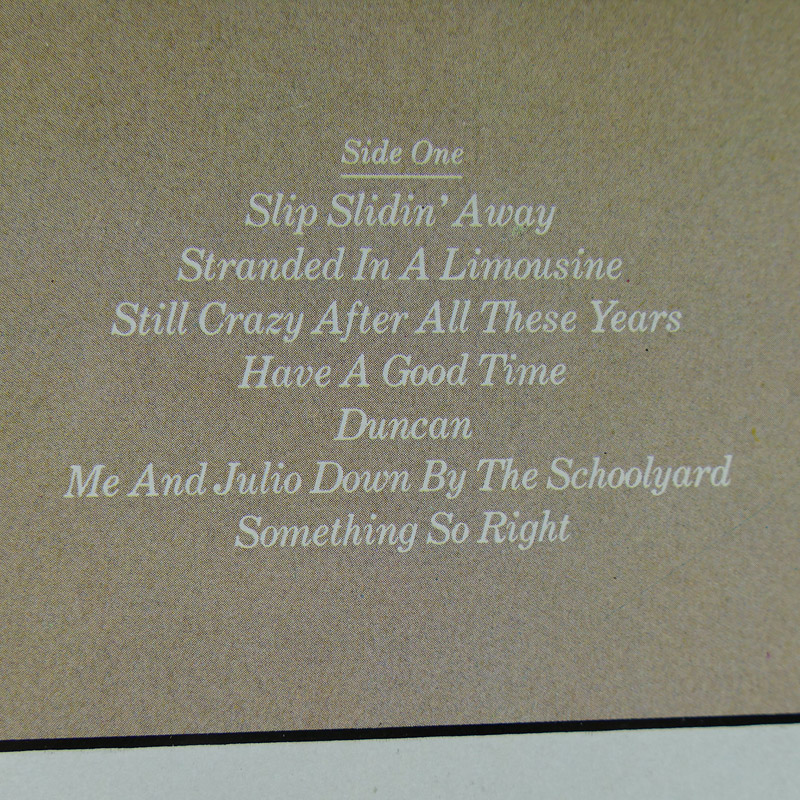 Side One
Slip Slidin' Away
Stranded In A Limousine
Still Crazy After All These Years
Have A Good Time
Duncan
Me And Julio Down By The Schoolyard
Something So Right